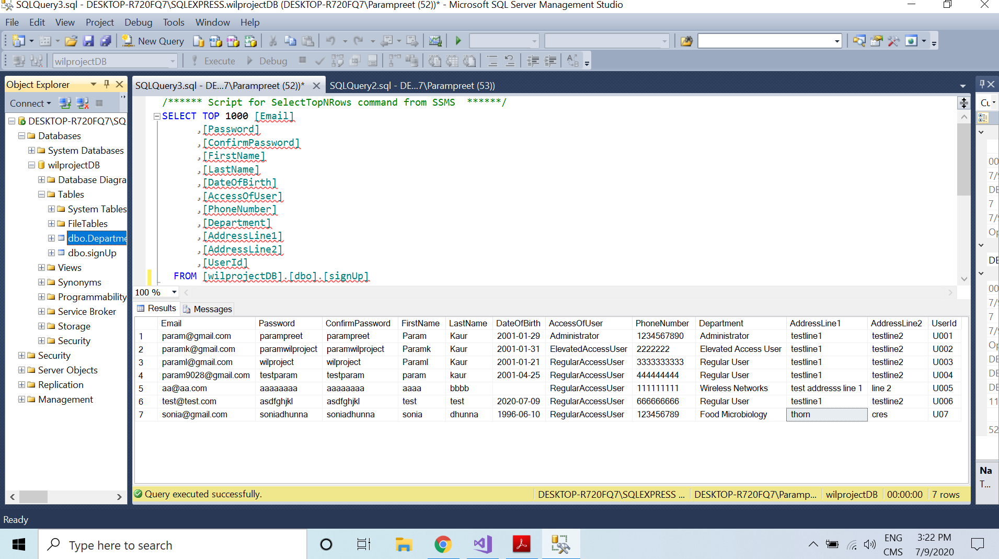 SQLQuery3.sql - DESKTOP-R720FQ7\SQLEXPRESS.wilprojectDB (DESKTOP-R720FQ7\Parampreet (52))* - Microsoft SQL Server Management Studio
File Edit View Project Debug Tools Window Help
New Query
wilprojectDB Execute Debug
Object Explorer
Connect
DESKTOP-R720FQ7\SQ
Databases
System Databases
wilprojectDB
Database Diagra
Tables
System Tables
FileTables
dbo.Departme
dbo.signUp
Views
Synonyms
Programmability
Service Broker
Storage
Security
Security
Server Objects
Replication
Management
SQLQuery3.sql - DE...7\Parampreet (52))* SQLQuery2.sql - DE...7\Parampreet (53))
/****** Script for SelectTopNRows command from SSMS ******/
SELECT TOP 1000 [Email]
,[Password]
,[ConfirmPassword]
,[FirstName]
,[LastName]
,[DateOfBirth]
,[AccessOfUser]
,[PhoneNumber]
,[Department]
,[AddressLine1]
,[AddressLine2]
,[UserId]
FROM [wilprojectDB].[dbo].[signUp]
100 %
Results Messages
Email Password ConfirmPassword FirstName LastName DateOfBirth AccessOfUser PhoneNumber Department AddressLine1 AddressLine2 UserId
1 param@gmail.com parampreet parampreet Param Kaur 2001-01-29 Administrator 1234567890 Administrator testline1 testline2 U001
2 paramk@gmail.com paramwilproject paramwilproject Paramk Kaur 2001-01-31 ElevatedAccessUser 2222222 Elevated Access User testline1 testline2 U002
3 paraml@gmail.com wilproject wilproject Paraml Kaur 2001-01-21 RegularAccessUser 3333333333 Regular User testline1 testline2 U003
4 param9028@gmail.com testparam testparam param kaur 2001-04-25 RegularAccessUser 444444444 Regular User testline1 testline2 U004
5 aa@aa.com aaaaaaaa aaaaaaaa aaaa bbbb RegularAccessUser 111111111 Wireless Networks test addresss line 1 line 2 U005
6 test@test.com asdfghjkl asdfghjkl test test 2020-07-09 RegularAccessUser 666666666 Regular User testline1 testline2 U006
7 sonia@gmail.com soniadhunna soniadhunna sonia dhunna 1996-06-10 RegularAccessUser 123456789 Food Microbiology thorn cres U07
Query executed successfully. DESKTOP-R720FQ7\SQLEXPRESS ... DESKTOP-R720FQ7\Paramp... wilprojectDB 00:00:00 7 rows
00
7/9
DE
7
7/
Op
DE
00
7/
7
7/9
Op
DE
DE
DE
11
52
Na
T...
Ready
Type here to search
ENG
CMS
3:22 PM
7/9/2020